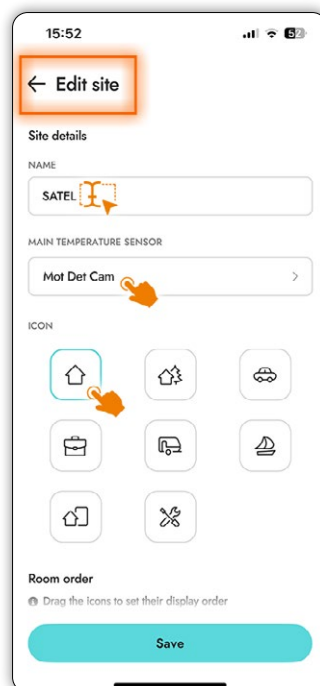 15:52
52
← Edit site
Site details
NAME
SATEL
MAIN TEMPERATURE SENSOR
Mot Det Cam
ICON
Room order
Drag the icons to set their display order
Save